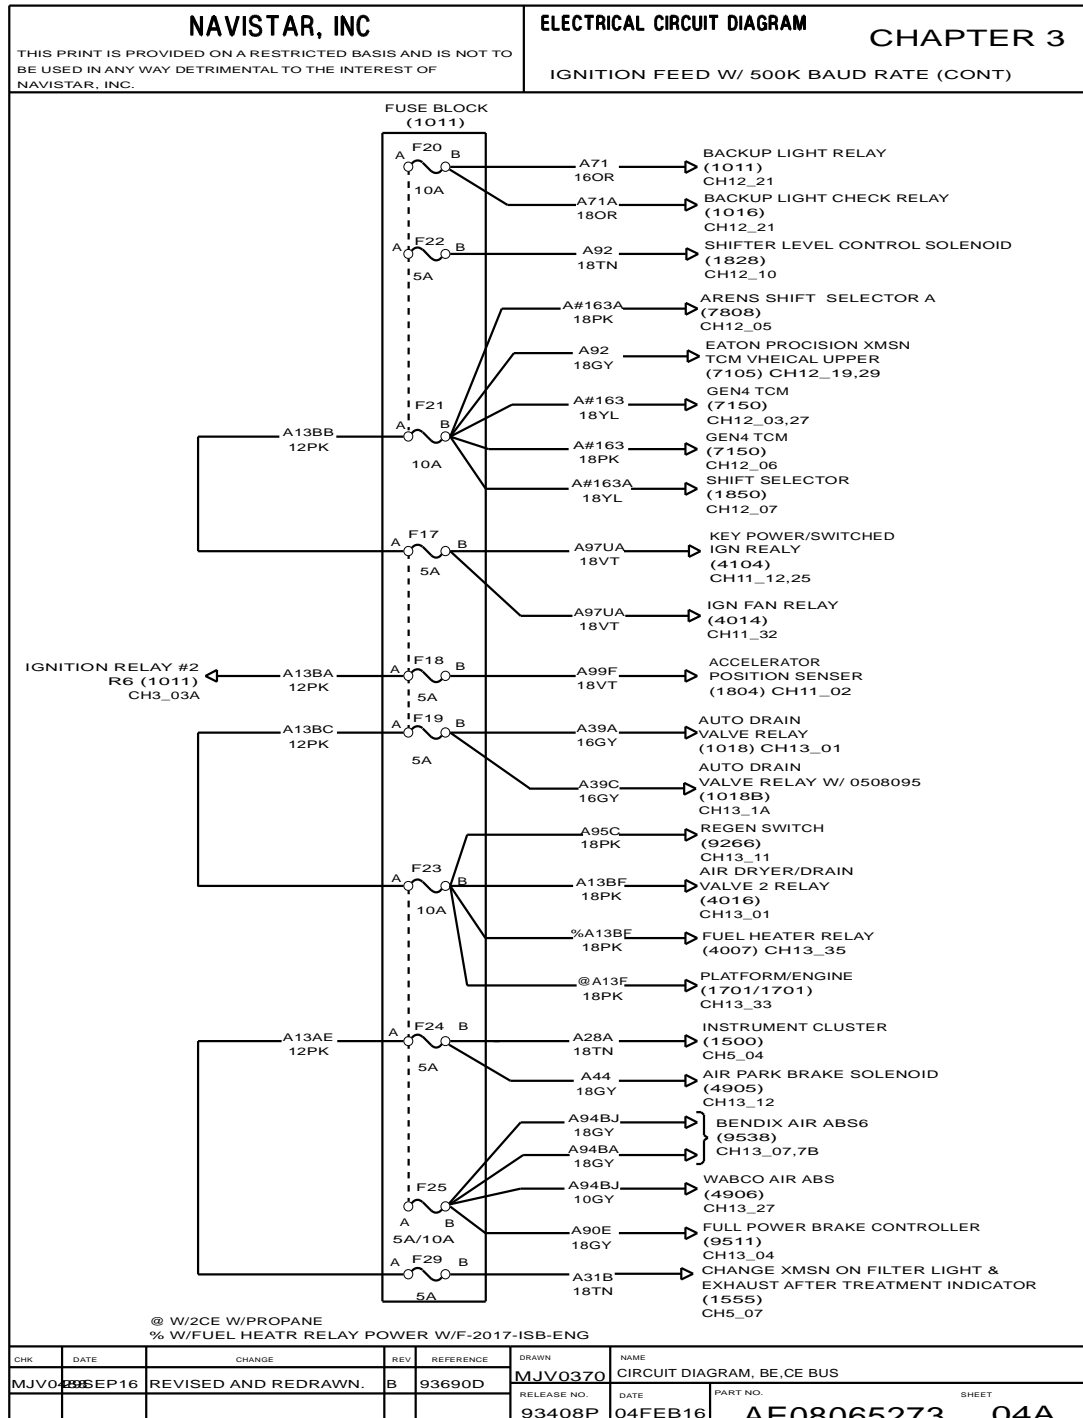 NAVISTAR, INC
THIS PRINT IS PROVIDED ON A RESTRICTED BASIS AND IS NOT TO
BE USED IN ANY WAY DETRIMENTAL TO THE INTEREST OF
NAVISTAR, INC.
ELECTRICAL CIRCUIT DIAGRAM
CHAPTER 3
IGNITION FEED W/ 500K BAUD RATE (CONT)
FUSE BLOCK
(1011)
A F20 B
10A
A71
16OR
BACKUP LIGHT RELAY
(1011)
CH12_21
A71A
18OR
BACKUP LIGHT CHECK RELAY
(1016)
CH12_21
A F22 B
5A
A92
18TN
SHIFTER LEVEL CONTROL SOLENOID
(1828)
CH12_10
A#163A
18PK
ARENS SHIFT SELECTOR A
(7808)
CH12_05
A92
18GY
EATON PROCISION XMSN
TCM VHEICAL UPPER
(7105) CH12_19,29
A#163
18YL
GEN4 TCM
(7150)
CH12_03,27
A13BB
12PK
A F21 B
10A
A#163
18PK
GEN4 TCM
(7150)
CH12_06
A#163A
18YL
SHIFT SELECTOR
(1850)
CH12_07
A F17 B
5A
A97UA
18VT
KEY POWER/SWITCHED
IGN REALY
(4104)
CH11_12,25
A97UA
18VT
IGN FAN RELAY
(4014)
CH11_32
IGNITION RELAY #2
R6 (1011)
CH3_03A
A13BA
12PK
A F18 B
5A
A99F
18VT
ACCELERATOR
POSITION SENSER
(1804) CH11_02
A13BC
12PK
A F19 B
5A
A39A
16GY
AUTO DRAIN
VALVE RELAY
(1018) CH13_01
A39C
16GY
AUTO DRAIN
VALVE RELAY W/ 0508095
(1018B)
CH13_1A
A95C
18PK
REGEN SWITCH
(9266)
CH13_11
A F23 B
10A
A13BF
18PK
AIR DRYER/DRAIN
VALVE 2 RELAY
(4016)
CH13_01
%A13BE
18PK
FUEL HEATER RELAY
(4007) CH13_35
@A13F
18PK
PLATFORM/ENGINE
(1701/1701)
CH13_33
A13AE
12PK
A F24 B
5A
A28A
18TN
INSTRUMENT CLUSTER
(1500)
CH5_04
A44
18GY
AIR PARK BRAKE SOLENOID
(4905)
CH13_12
A94BJ
18GY
A94BA
18GY
BENDIX AIR ABS6
(9538)
CH13_07,7B
F25
A B
5A/10A
A94BJ
10GY
WABCO AIR ABS
(4906)
CH13_27
A90E
18GY
FULL POWER BRAKE CONTROLLER
(9511)
CH13_04
A F29 B
5A
A31B
18TN
CHANGE XMSN ON FILTER LIGHT &
EXHAUST AFTER TREATMENT INDICATOR
(1555)
CH5_07
@ W/2CE W/PROPANE
% W/FUEL HEATR RELAY POWER W/F-2017-ISB-ENG
CHK DATE CHANGE REV REFERENCE
REVISED AND REDRAWN. B 93690D
DRAWN
MJV0370
NAME
CIRCUIT DIAGRAM, BE,CE BUS
RELEASE NO.
93408P
DATE
04FEB16
PART NO.
AE08065273
SHEET
04A